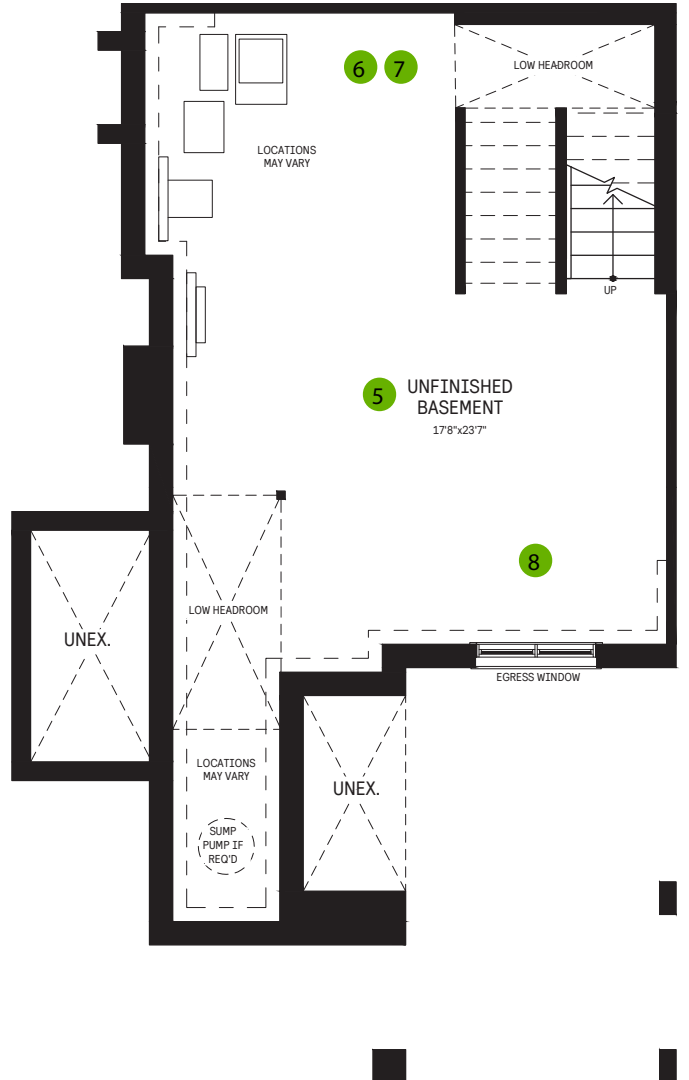 6 7
LOW HEADROOM
LOCATIONS
MAY VARY
UP
5 UNFINISHED
BASEMENT
17'8"x23'7"
8
LOW HEADROOM
UNEX.
EGRESS WINDOW
LOCATIONS
MAY VARY
UNEX.
SUMP
PUMP IF
REQ'D